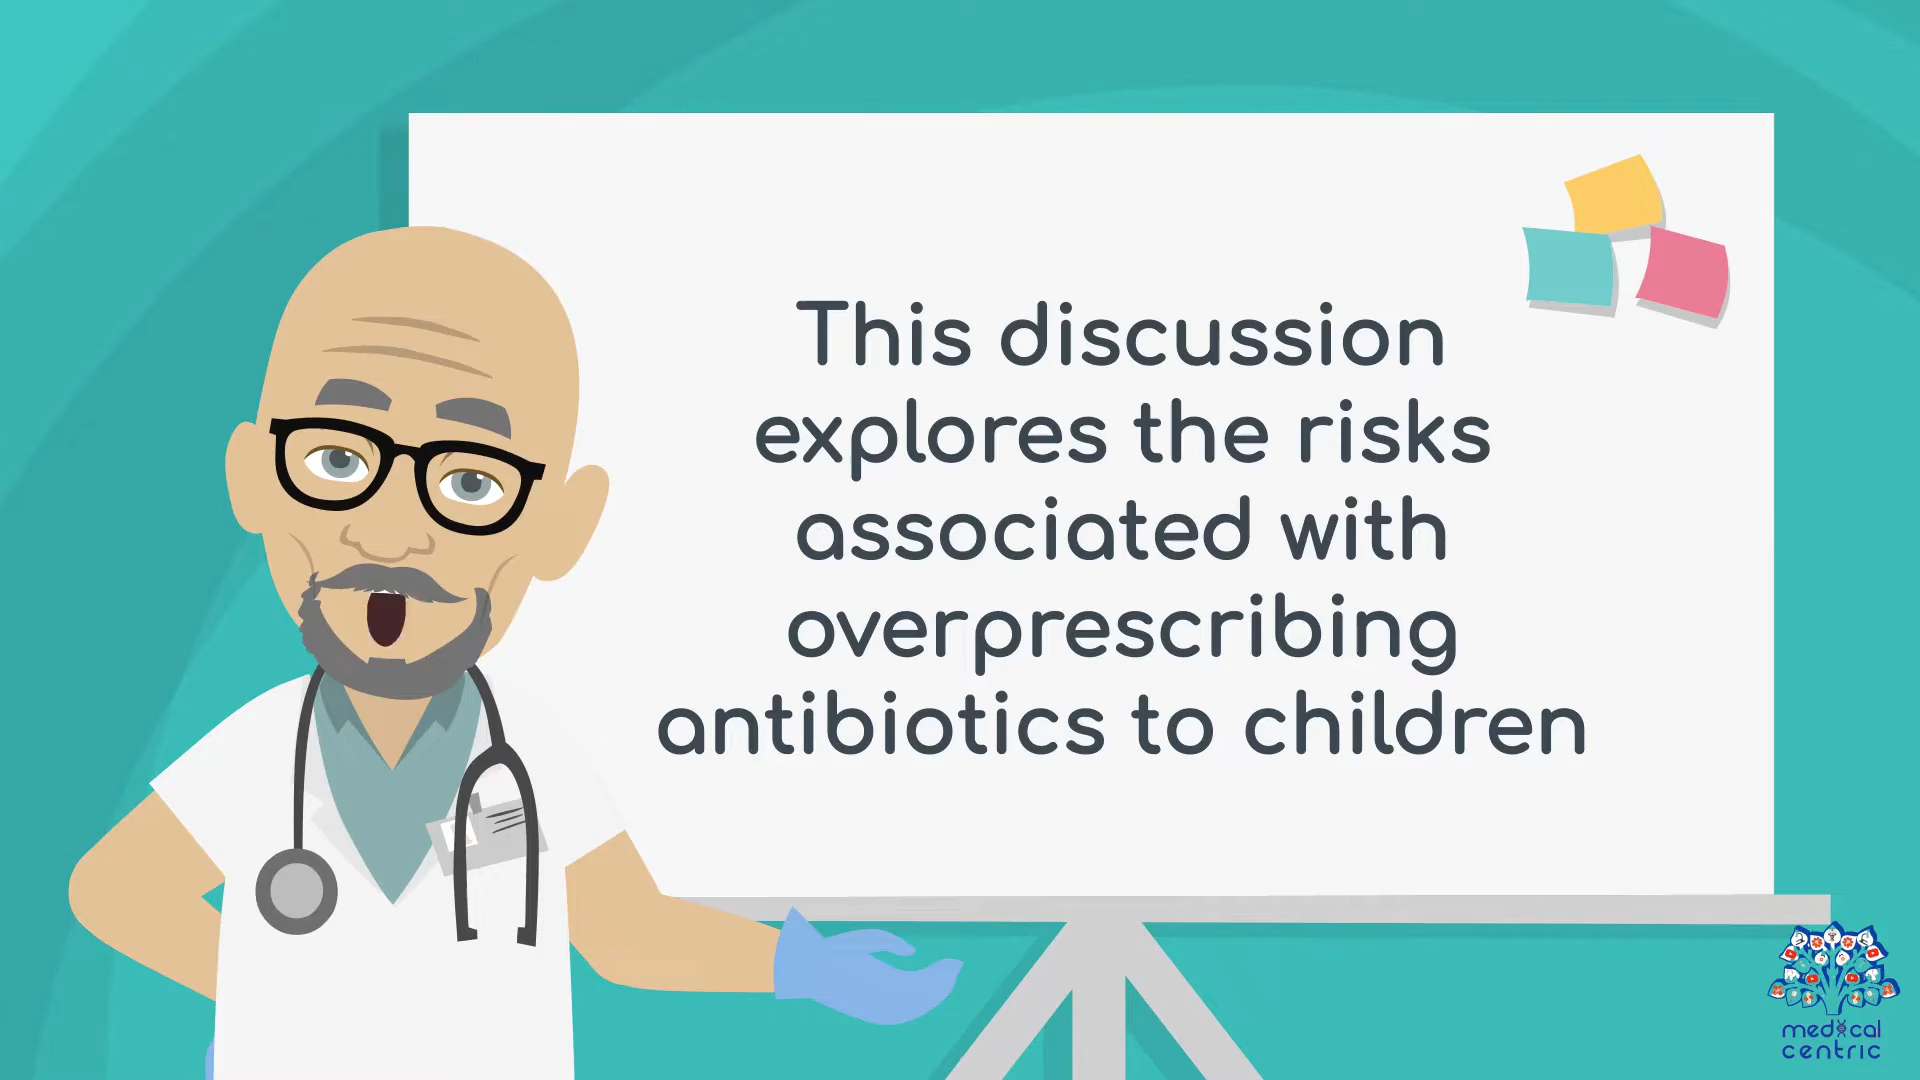 This discussion
explores the risks
associated with
overprescribing
antibiotics to children
medical
centric